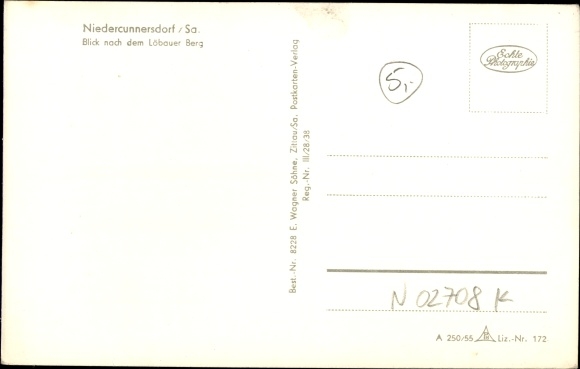 Niedercunnersdorf / Sa.
Blick nach dem Löbauer Berg
Best.-Nr. 8228 E. Wagner Söhne, Zittau/Sa. Postkarten-Verlag
Reg.-Nr. III/28/38
5,-
Echte
Photographie
N 02708 K
A 250/55 Liz.-Nr. 172